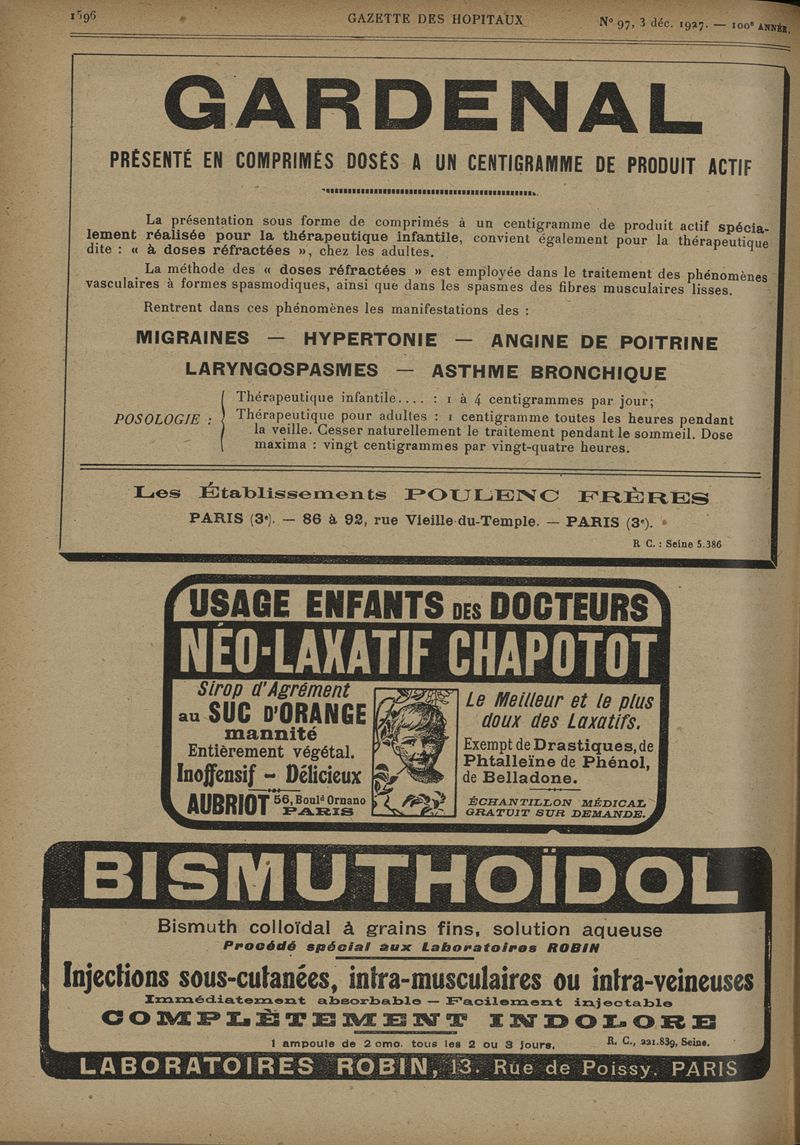 1596
GAZETTE DES HOPITAUX
N° 97, 3 déc. 1927. — 100e ANNÉE.
GARDENAL
PRÉSENTÉ EN COMPRIMÉS DOSÉS A UN CENTIGRAMME DE PRODUIT ACTIF
La présentation sous forme de comprimés à un centigramme de produit actif spécia-
lement réalisée pour la thérapeutique infantile, convient également pour la thérapeutique
dite : « à doses réfractées », chez les adultes.
La méthode des « doses réfractées » est employée dans le traitement des phénomènes
vasculaires à formes spasmodiques, ainsi que dans les spasmes des fibres musculaires lisses.
Rentrent dans ces phénomènes les manifestations des :
MIGRAINES — HYPERTONIE — ANGINE DE POITRINE
LARYNGOSPASMES — ASTHME BRONCHIQUE
POSOLOGIE :
Thérapeutique infantile.... : 1 à 4 centigrammes par jour;
Thérapeutique pour adultes : 1 centigramme toutes les heures pendant
la veille. Cesser naturellement le traitement pendant le sommeil. Dose
maxima : vingt centigrammes par vingt-quatre heures.
Les Établissements POULENC FRÈRES
PARIS (3e). — 86 à 92, rue Vieille-du-Temple. — PARIS (3e).
R. C. : Seine 5.386
USAGE ENFANTS DES DOCTEURS
NÉO-LAXATIF CHAPOTOT
Sirop d'Agrément
au SUC D'ORANGE
mannité
Entièrement végétal.
Inoffensif - Délicieux
AUBRIOT 56, Bould Ornano
PARIS
Le Meilleur et le plus
doux des Laxatifs.
Exempt de Drastiques, de
Phtalleïne de Phénol,
de Belladone.
ÉCHANTILLON MÉDICAL
GRATUIT SUR DEMANDE.
BISMUTHOÏDOL
Bismuth colloïdal à grains fins, solution aqueuse
Procédé spécial aux Laboratoires ROBIN
Injections sous-cutanées, intra-musculaires ou intra-veineuses
Immédiatement absorbable — Facilement injectable
COMPLÈTEMENT INDOLORE
1 ampoule de 2 cmc. tous les 2 ou 3 jours.
R. C., 221.839, Seine.
LABORATOIRES ROBIN, 13. Rue de Poissy. PARIS